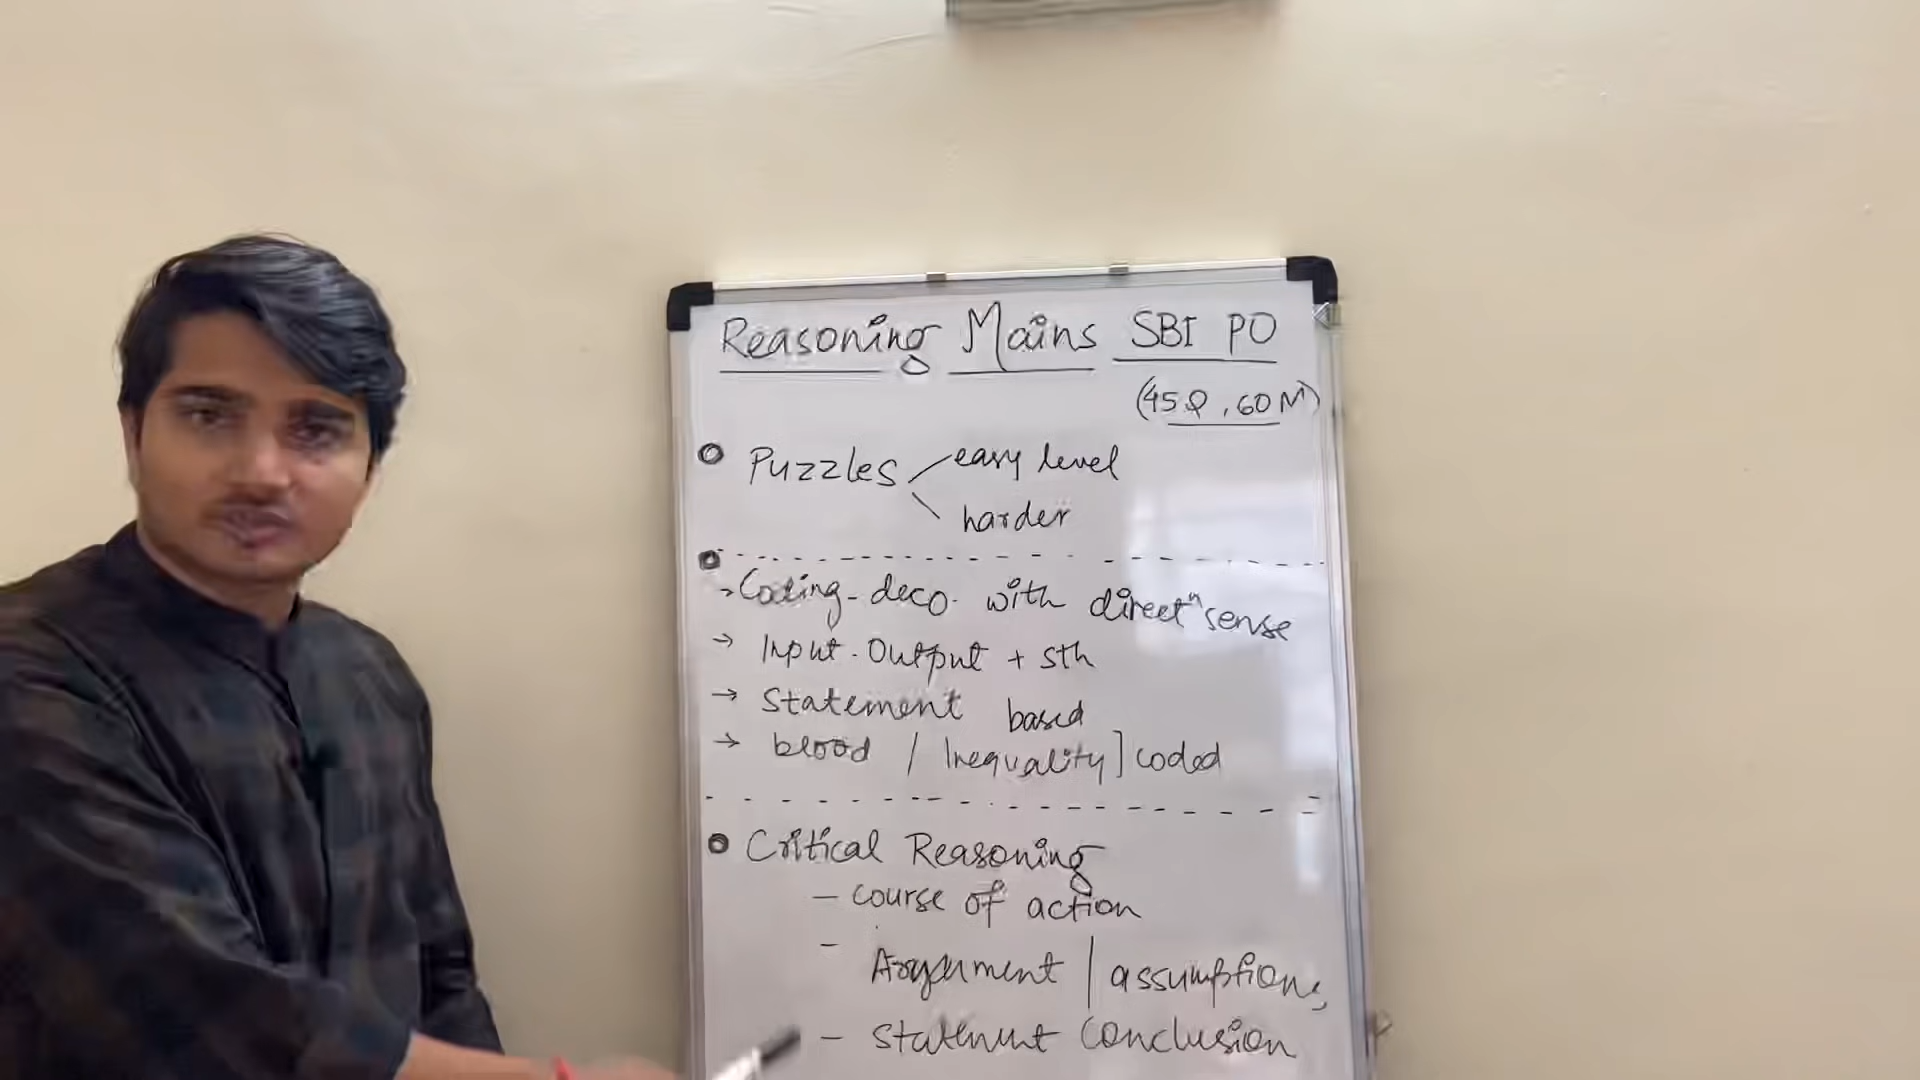 Reasoning Mains SBI PO
(45Q, 60M)
Puzzles easy level
harder
Coding-deco. with directⁿ sense
→ Input-Output + sth
→ Statement based
→ blood / Inequality] coded
Critical Reasoning
- course of action
- Argument | assumptions
- Statement Conclusion